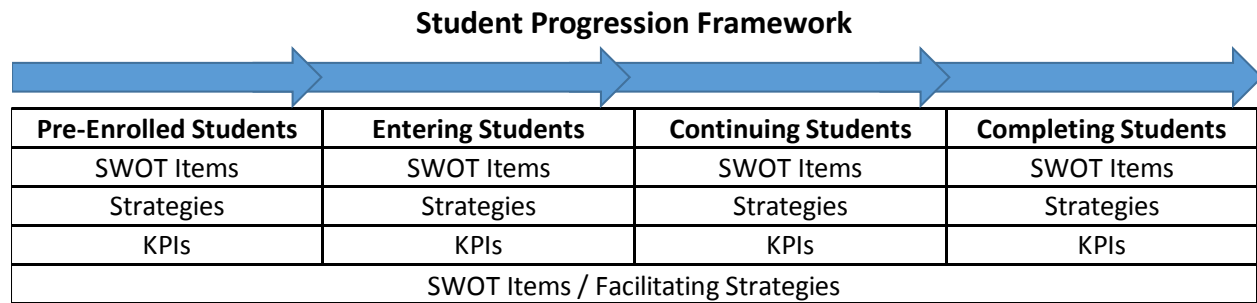 Student Progression Framework
Pre-Enrolled Students Entering Students Continuing Students Completing Students
SWOT Items SWOT Items SWOT Items SWOT Items
Strategies Strategies Strategies Strategies
KPIs KPIs KPIs KPIs
SWOT Items / Facilitating Strategies